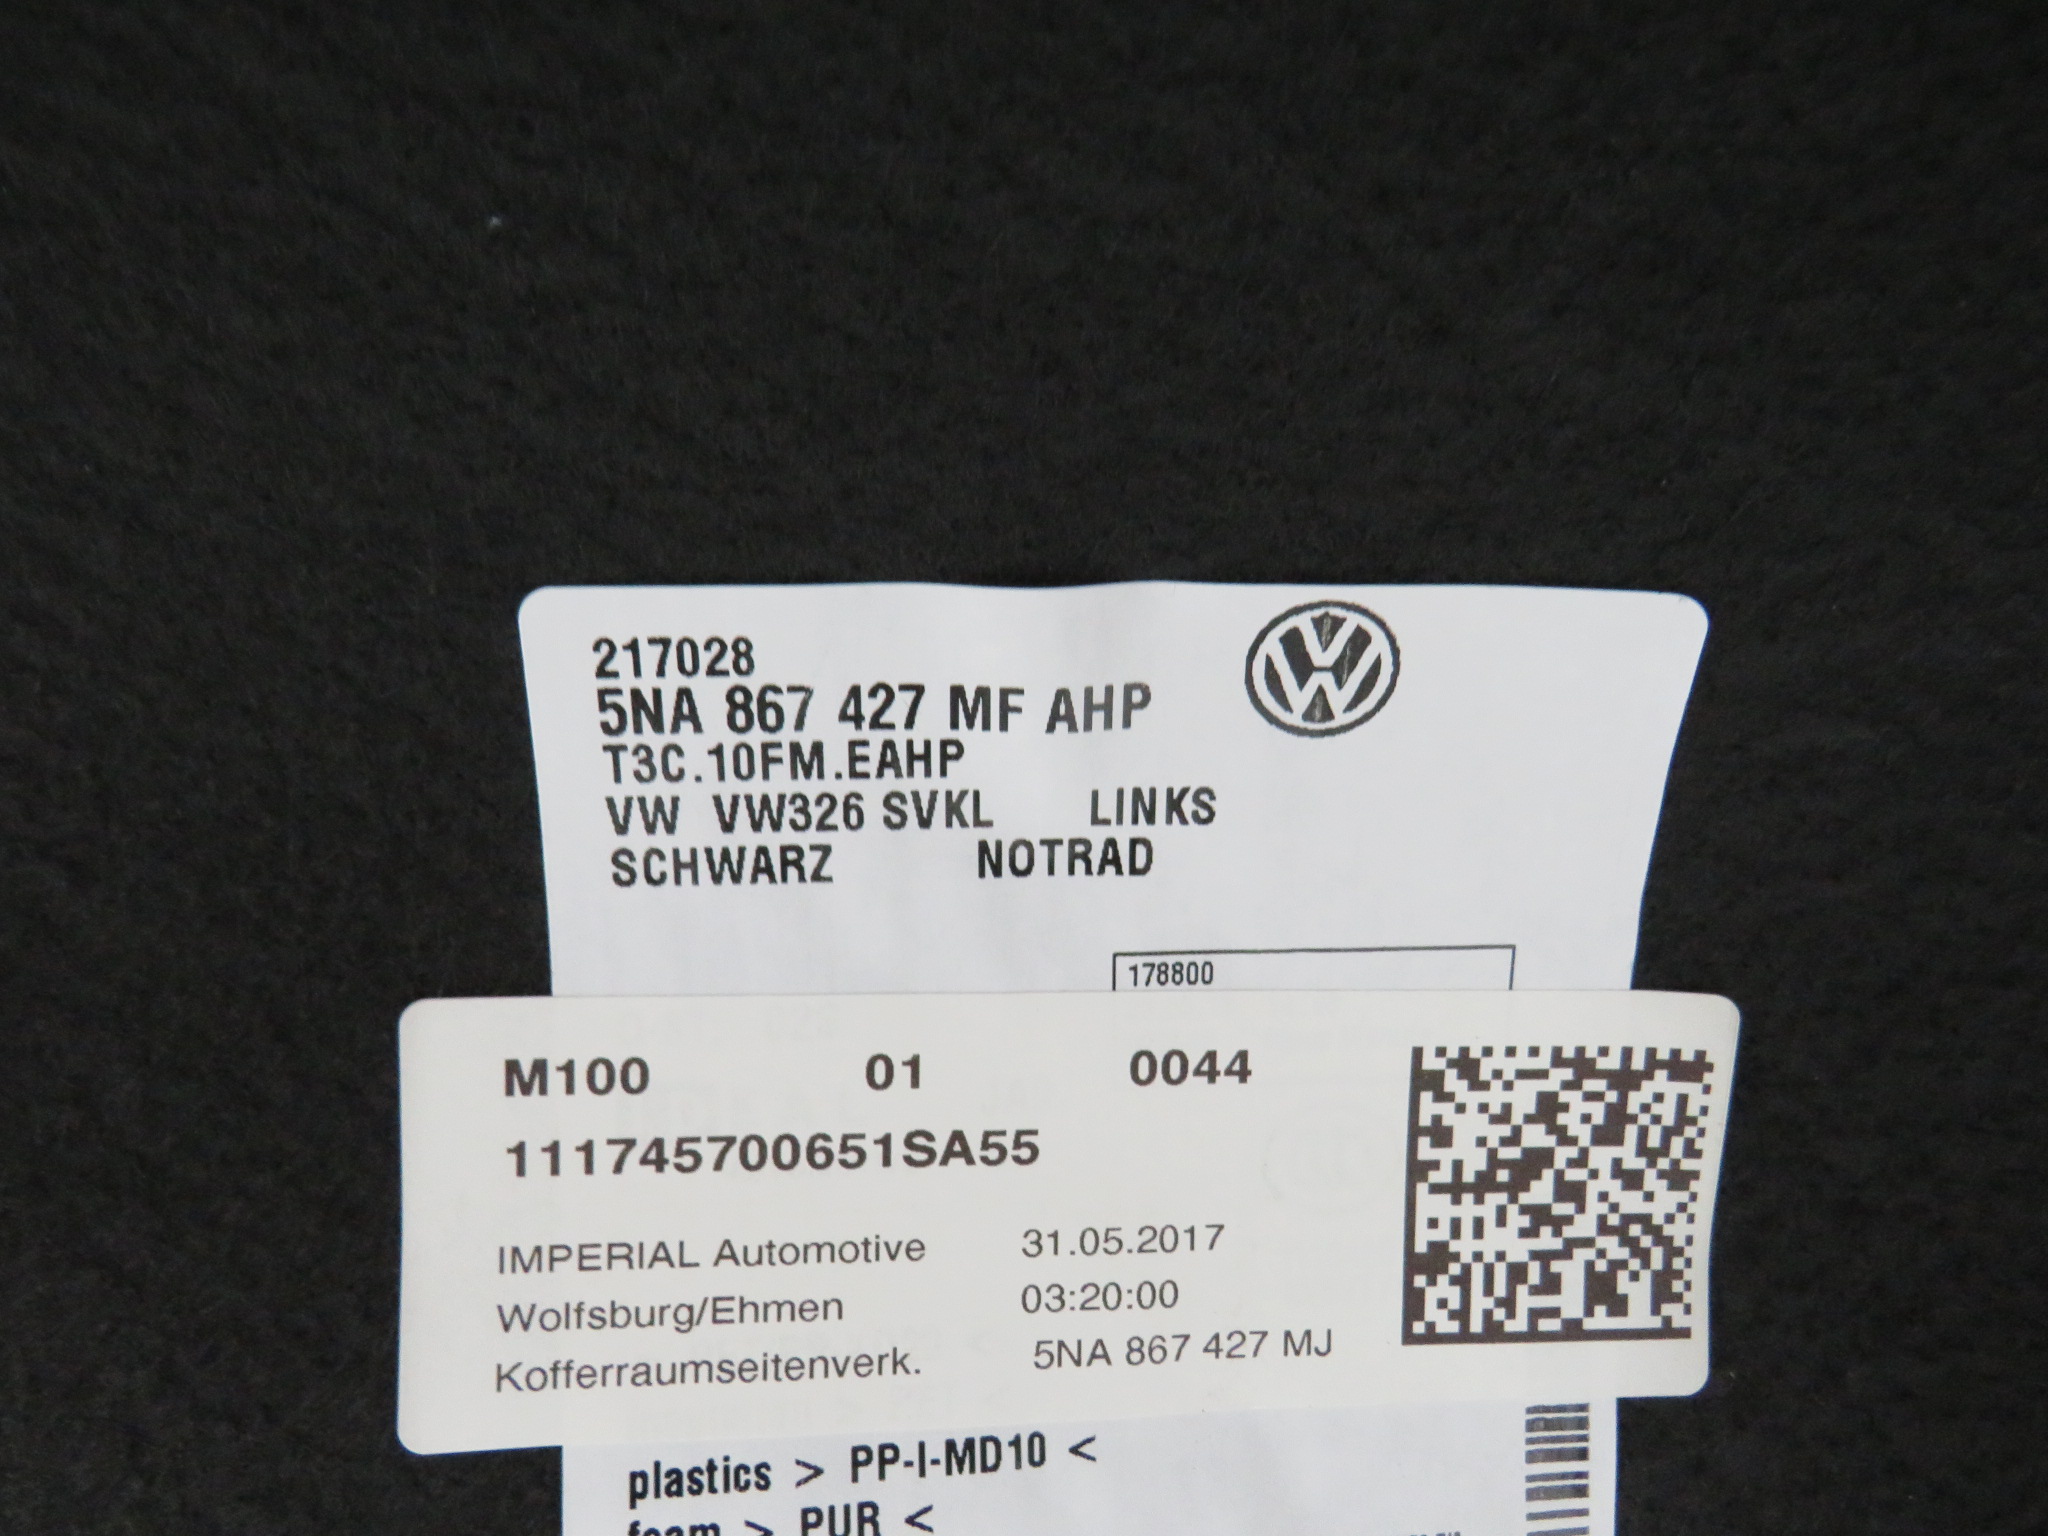 217028
5NA 867 427 MF AHP
T3C.10FM.EAHP
VW VW326 SVKL LINKS
SCHWARZ NOTRAD
178800
M100 01 0044
111745700651SA55
IMPERIAL Automotive 31.05.2017
Wolfsburg/Ehmen 03:20:00
Kofferraumseitenverk. 5NA 867 427 MJ
plastics > PP-I-MD10 <
foam > PUR <